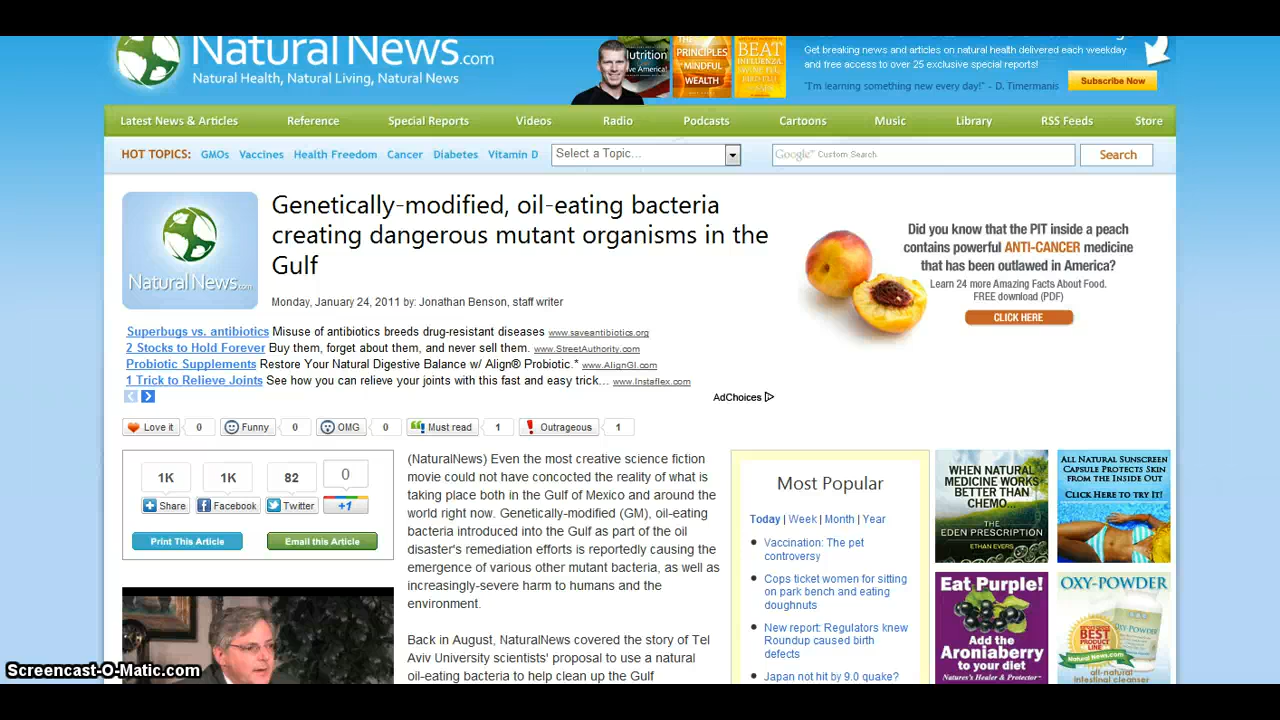 NaturalNews.com
Natural Health, Natural Living, Natural News
Nutrition
PRINCIPLES
MINDFUL
WEALTH
BEAT
INFLUENZA
Get breaking news and articles on natural health delivered each weekday
and free access to over 25 exclusive special reports!
"I'm learning something new every day!" - D. Timermanis
Subscribe Now
Latest News & Articles Reference Special Reports Videos Radio Podcasts Cartoons Music Library RSS Feeds Store
HOT TOPICS: GMOs Vaccines Health Freedom Cancer Diabetes Vitamin D Select a Topic... Google Custom Search Search
NaturalNews.com
Genetically-modified, oil-eating bacteria
creating dangerous mutant organisms in the
Gulf
Monday, January 24, 2011 by: Jonathan Benson, staff writer
Did you know that the PIT inside a peach
contains powerful ANTI-CANCER medicine
that has been outlawed in America?
Learn 24 more Amazing Facts About Food.
FREE download (PDF)
CLICK HERE
Superbugs vs. antibiotics Misuse of antibiotics breeds drug-resistant diseases www.saveantibiotics.org
2 Stocks to Hold Forever Buy them, forget about them, and never sell them. www.StreetAuthority.com
Probiotic Supplements Restore Your Natural Digestive Balance w/ Align® Probiotic.* www.AlignGI.com
1 Trick to Relieve Joints See how you can relieve your joints with this fast and easy trick... www.Instaflex.com
AdChoices
Love it 0 Funny 0 OMG 0 Must read 1 Outrageous 1
1K 1K 82 0
Share Facebook Twitter +1
Print This Article Email this Article
(NaturalNews) Even the most creative science fiction
movie could not have concocted the reality of what is
taking place both in the Gulf of Mexico and around the
world right now. Genetically-modified (GM), oil-eating
bacteria introduced into the Gulf as part of the oil
disaster's remediation efforts is reportedly causing the
emergence of various other mutant bacteria, as well as
increasingly-severe harm to humans and the
environment.
Back in August, NaturalNews covered the story of Tel
Aviv University scientists' proposal to use a natural
oil-eating bacteria to help clean up the Gulf
Most Popular
Today | Week | Month | Year
Vaccination: The pet
controversy
Cops ticket women for sitting
on park bench and eating
doughnuts
New report: Regulators knew
Roundup caused birth
defects
Japan not hit by 9.0 quake?
WHEN NATURAL
MEDICINE WORKS
BETTER THAN
CHEMO...
THE
EDEN PRESCRIPTION
ETHAN EVERS
ALL NATURAL SUNSCREEN
CAPSULE PROTECTS SKIN
FROM THE INSIDE OUT
CLICK HERE TO TRY IT!
Eat Purple!
Add the
Aroniaberry
to your diet
Nature's Healer & Protector
OXY-POWDER
BEST
PRODUCT
LINE
NaturalNews.com
OXY-POWDER
all-natural
intestinal cleanser
Screencast-O-Matic.com